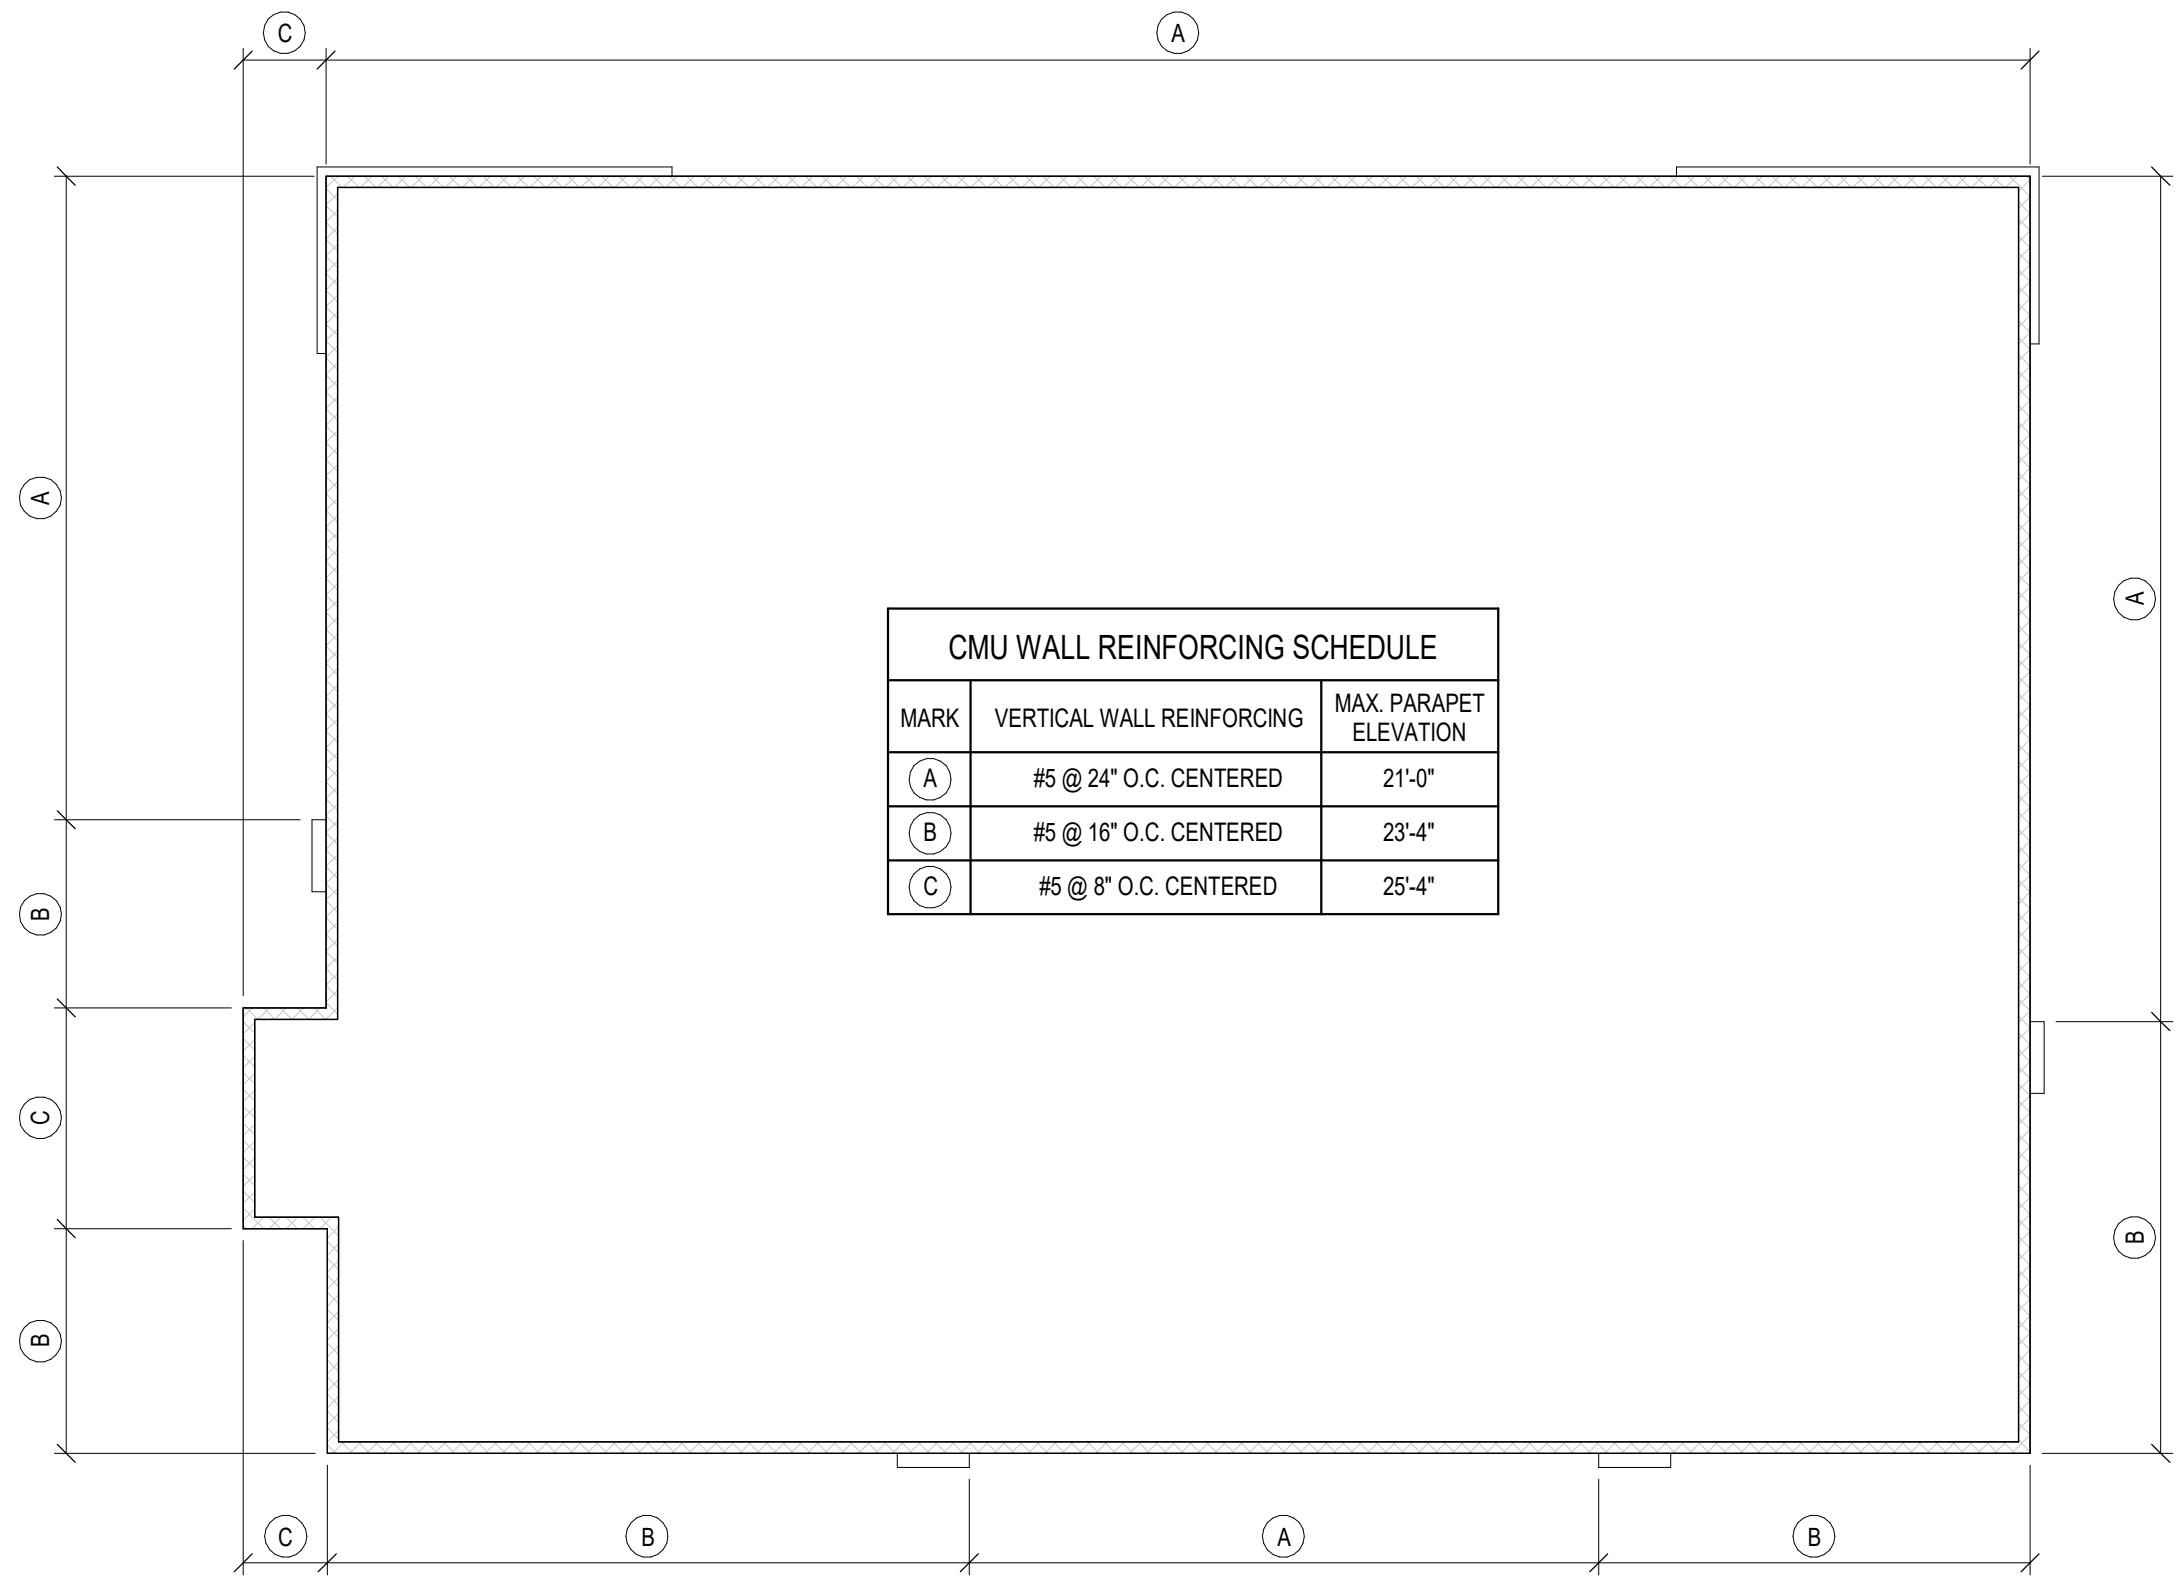 C
A
A
A
CMU WALL REINFORCING SCHEDULE
MARK VERTICAL WALL REINFORCING MAX. PARAPET ELEVATION
A #5 @ 24" O.C. CENTERED 21'-0"
B #5 @ 16" O.C. CENTERED 23'-4"
C #5 @ 8" O.C. CENTERED 25'-4"
B
C
B
B
C
B
A
B